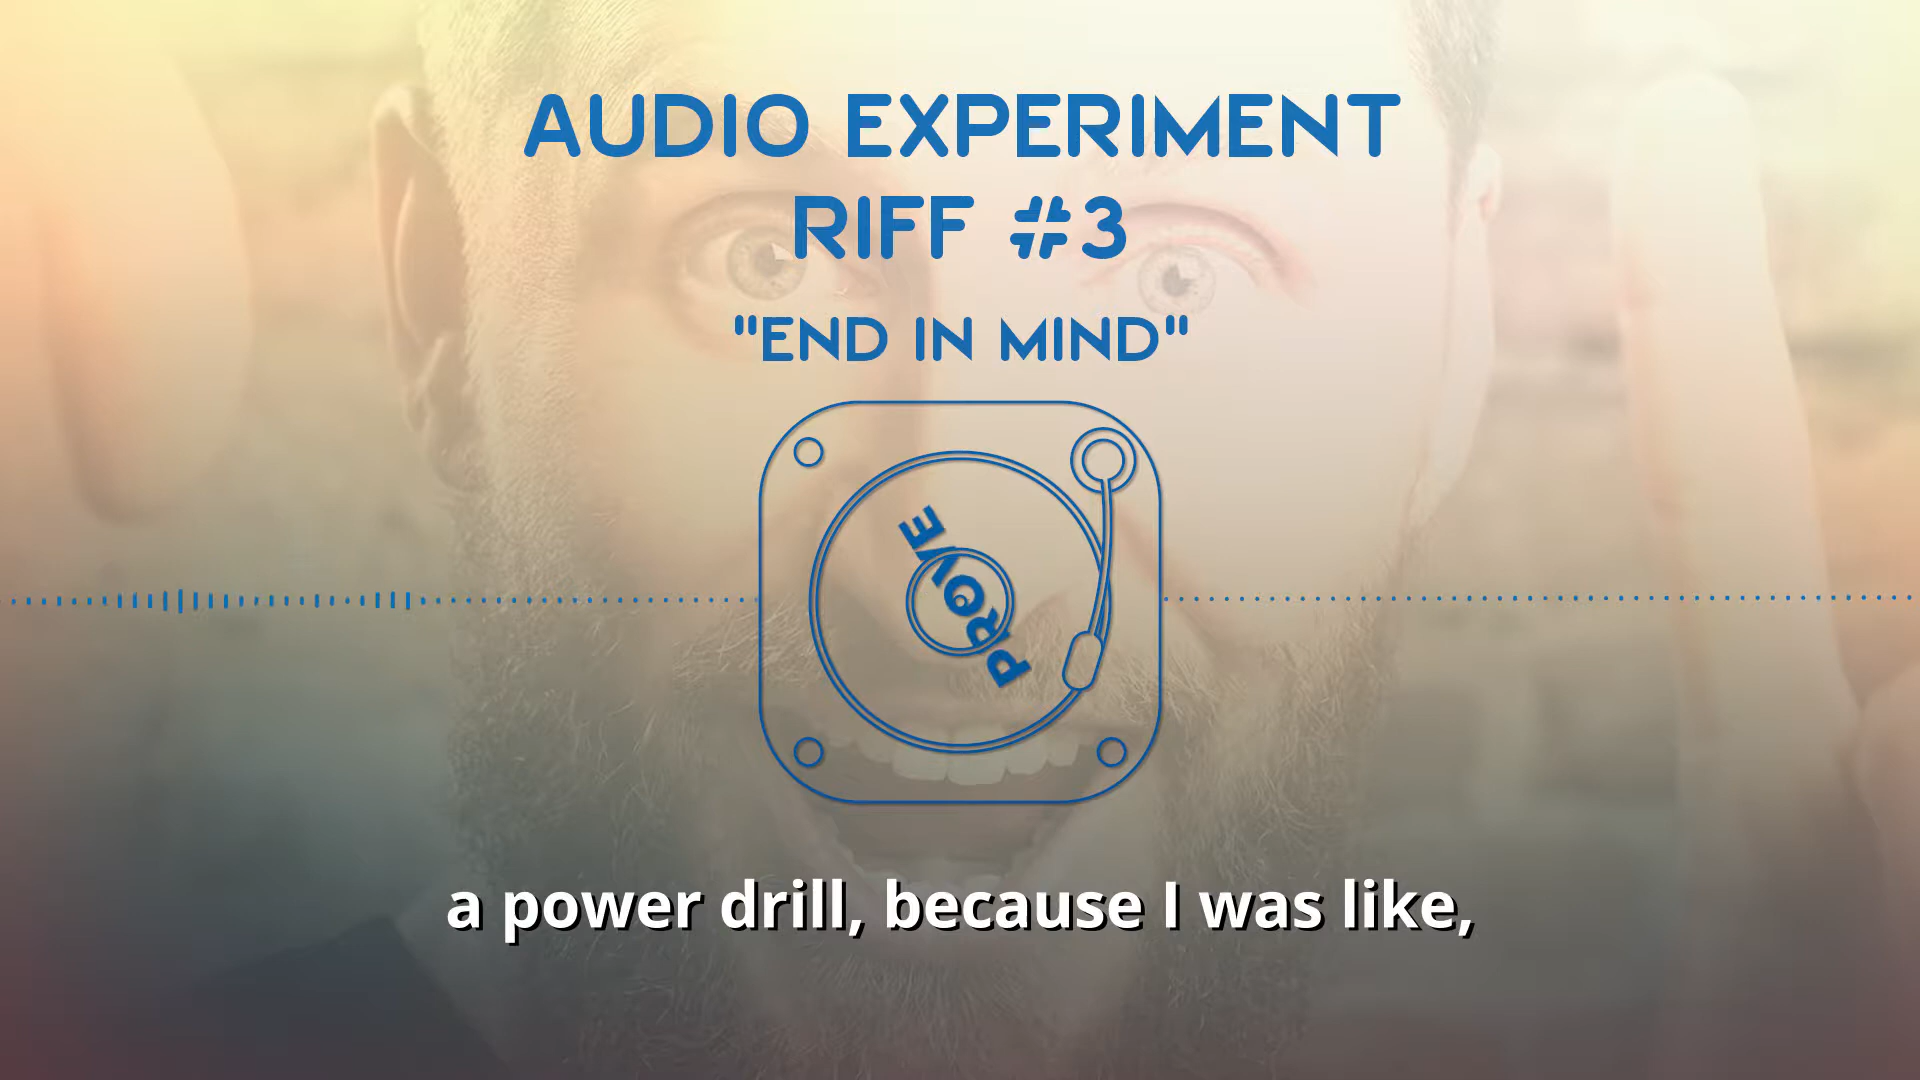 AUDIO EXPERIMENT
RIFF #3
"END IN MIND"
PROVE
a power drill, because I was like,